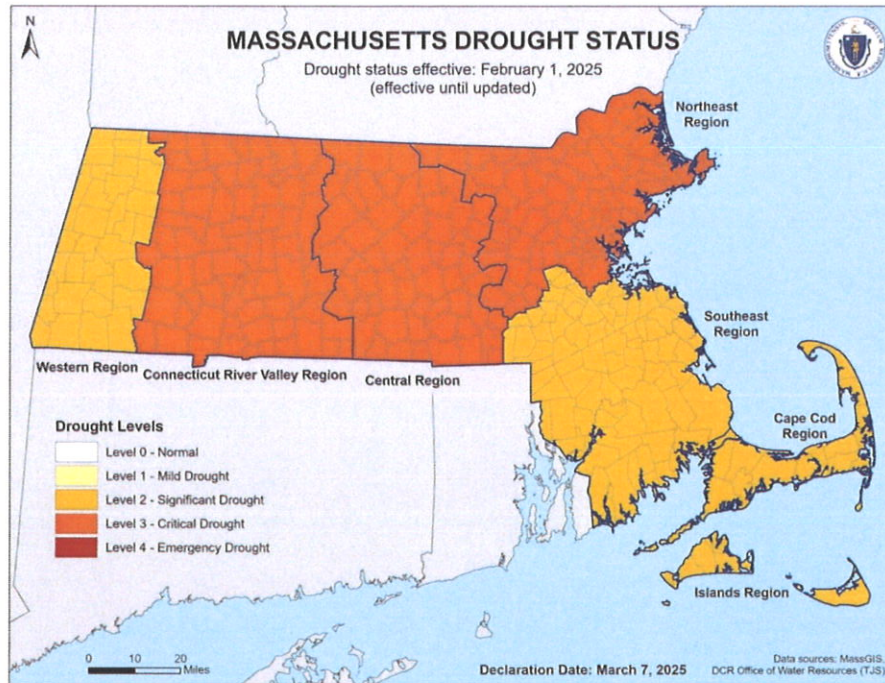 N
MASSACHUSETTS DROUGHT STATUS
Drought status effective: February 1, 2025
(effective until updated)
Northeast
Region
Southeast
Region
Western Region
Connecticut River Valley Region
Central Region
Cape Cod
Region
Drought Levels
Level 0 - Normal
Level 1 - Mild Drought
Level 2 - Significant Drought
Level 3 - Critical Drought
Level 4 - Emergency Drought
Islands Region
0 10 20
Miles
Declaration Date: March 7, 2025
Data sources: MassGIS,
DCR Office of Water Resources (TJS)